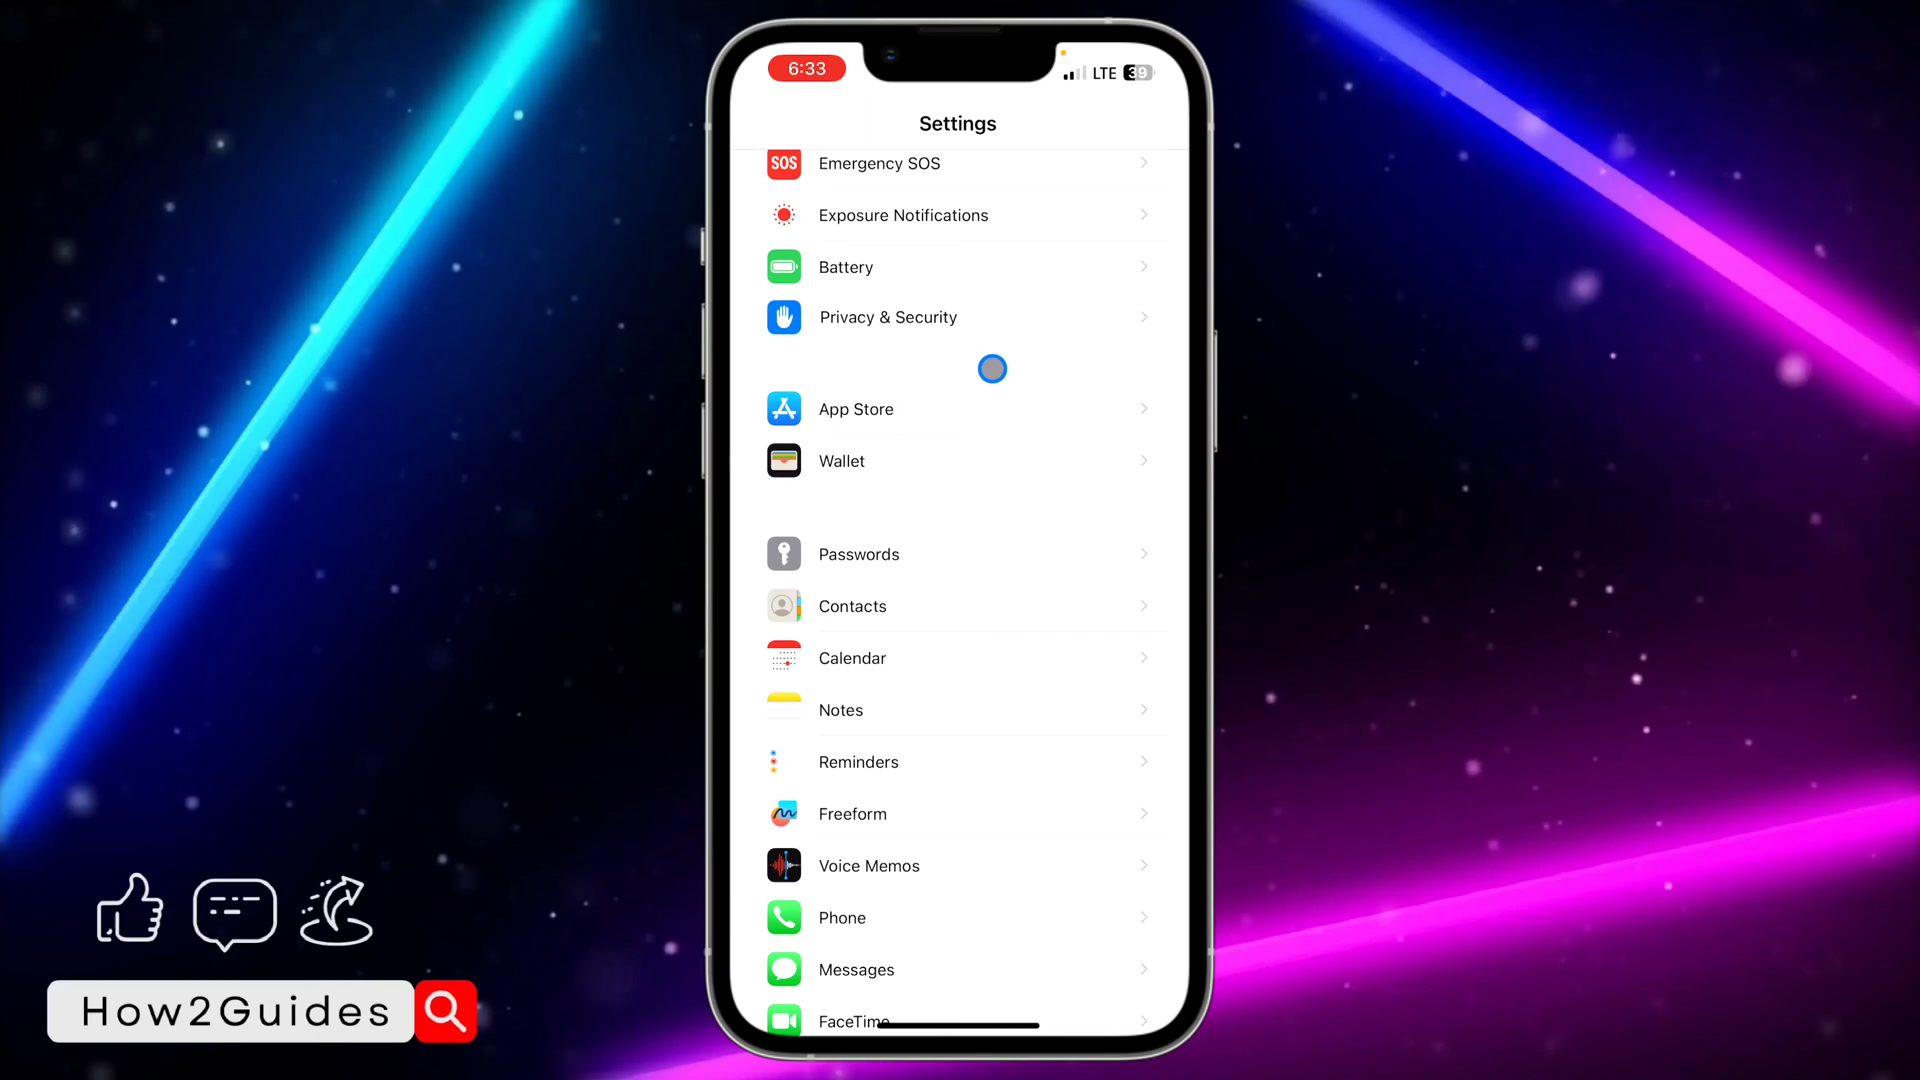 6:33
LTE 39
Settings
SOS Emergency SOS
Exposure Notifications
Battery
Privacy & Security
App Store
Wallet
Passwords
Contacts
Calendar
Notes
Reminders
Freeform
Voice Memos
Phone
Messages
FaceTime
How2Guides